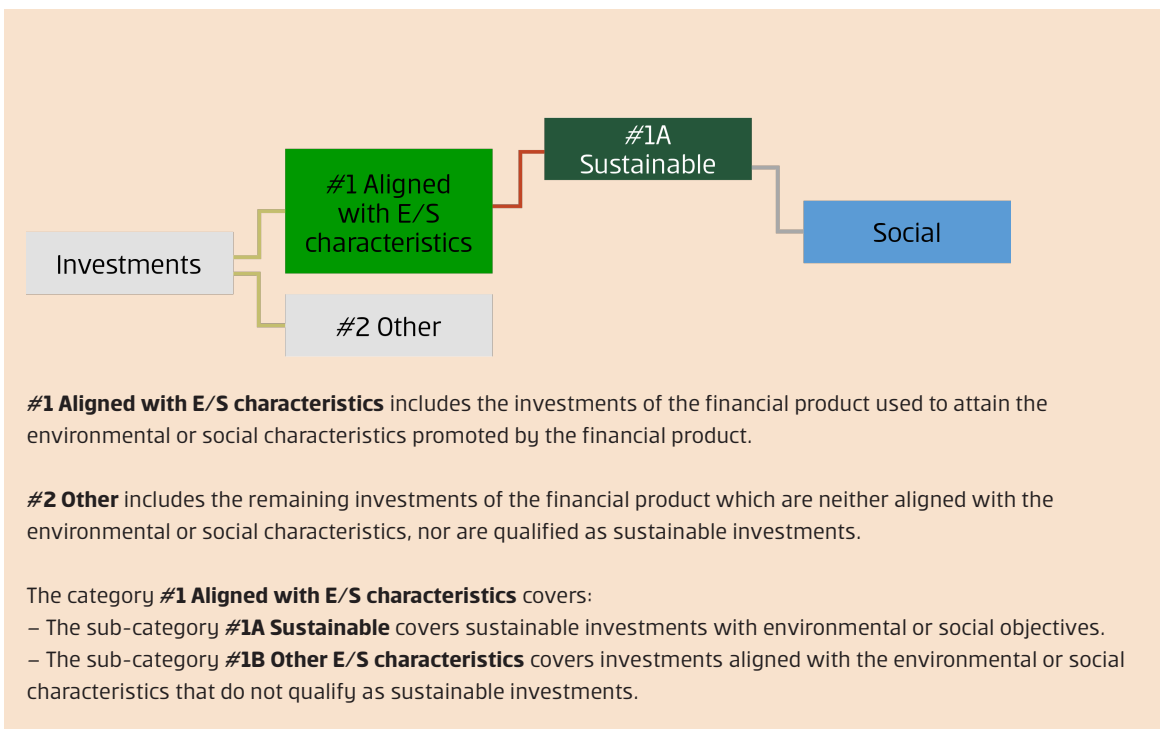 #1A
Sustainable
#1 Aligned
with E/S
characteristics
Social
Investments
#2 Other
#1 Aligned with E/S characteristics includes the investments of the financial product used to attain the
environmental or social characteristics promoted by the financial product.
#2 Other includes the remaining investments of the financial product which are neither aligned with the
environmental or social characteristics, nor are qualified as sustainable investments.
The category #1 Aligned with E/S characteristics covers:
– The sub-category #1A Sustainable covers sustainable investments with environmental or social objectives.
– The sub-category #1B Other E/S characteristics covers investments aligned with the environmental or social
characteristics that do not qualify as sustainable investments.